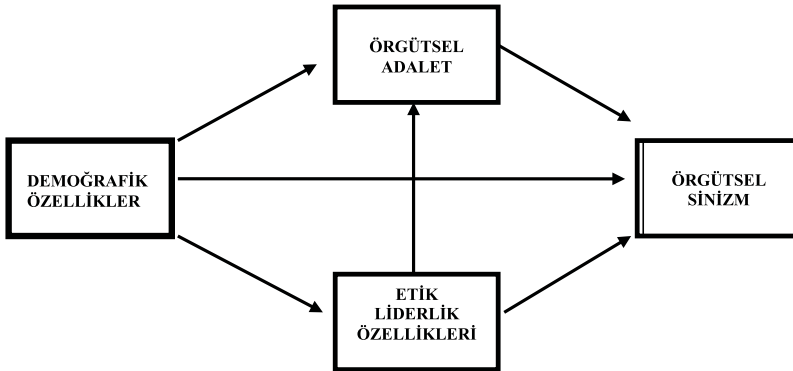 ÖRGÜTSEL
ADALET
DEMOĞRAFİK
ÖZELLİKLER
ÖRGÜTSEL
SİNİZM
ETİK
LİDERLİK
ÖZELLİKLERİ